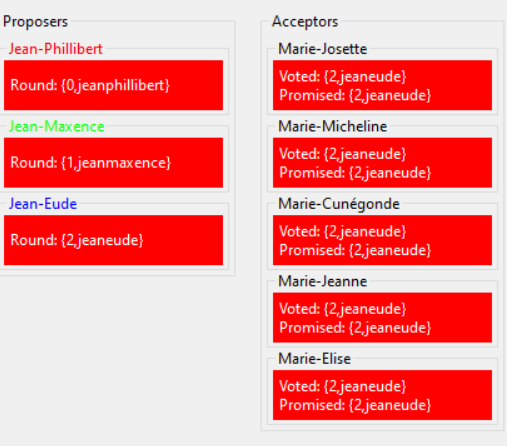 Proposers
Jean-Phillibert
Round: {0,jeanphillibert}
Jean-Maxence
Round: {1,jeanmaxence}
Jean-Eude
Round: {2,jeaneude}
Acceptors
Marie-Josette
Voted: {2,jeaneude}
Promised: {2,jeaneude}
Marie-Micheline
Voted: {2,jeaneude}
Promised: {2,jeaneude}
Marie-Cunégonde
Voted: {2,jeaneude}
Promised: {2,jeaneude}
Marie-Jeanne
Voted: {2,jeaneude}
Promised: {2,jeaneude}
Marie-Elise
Voted: {2,jeaneude}
Promised: {2,jeaneude}